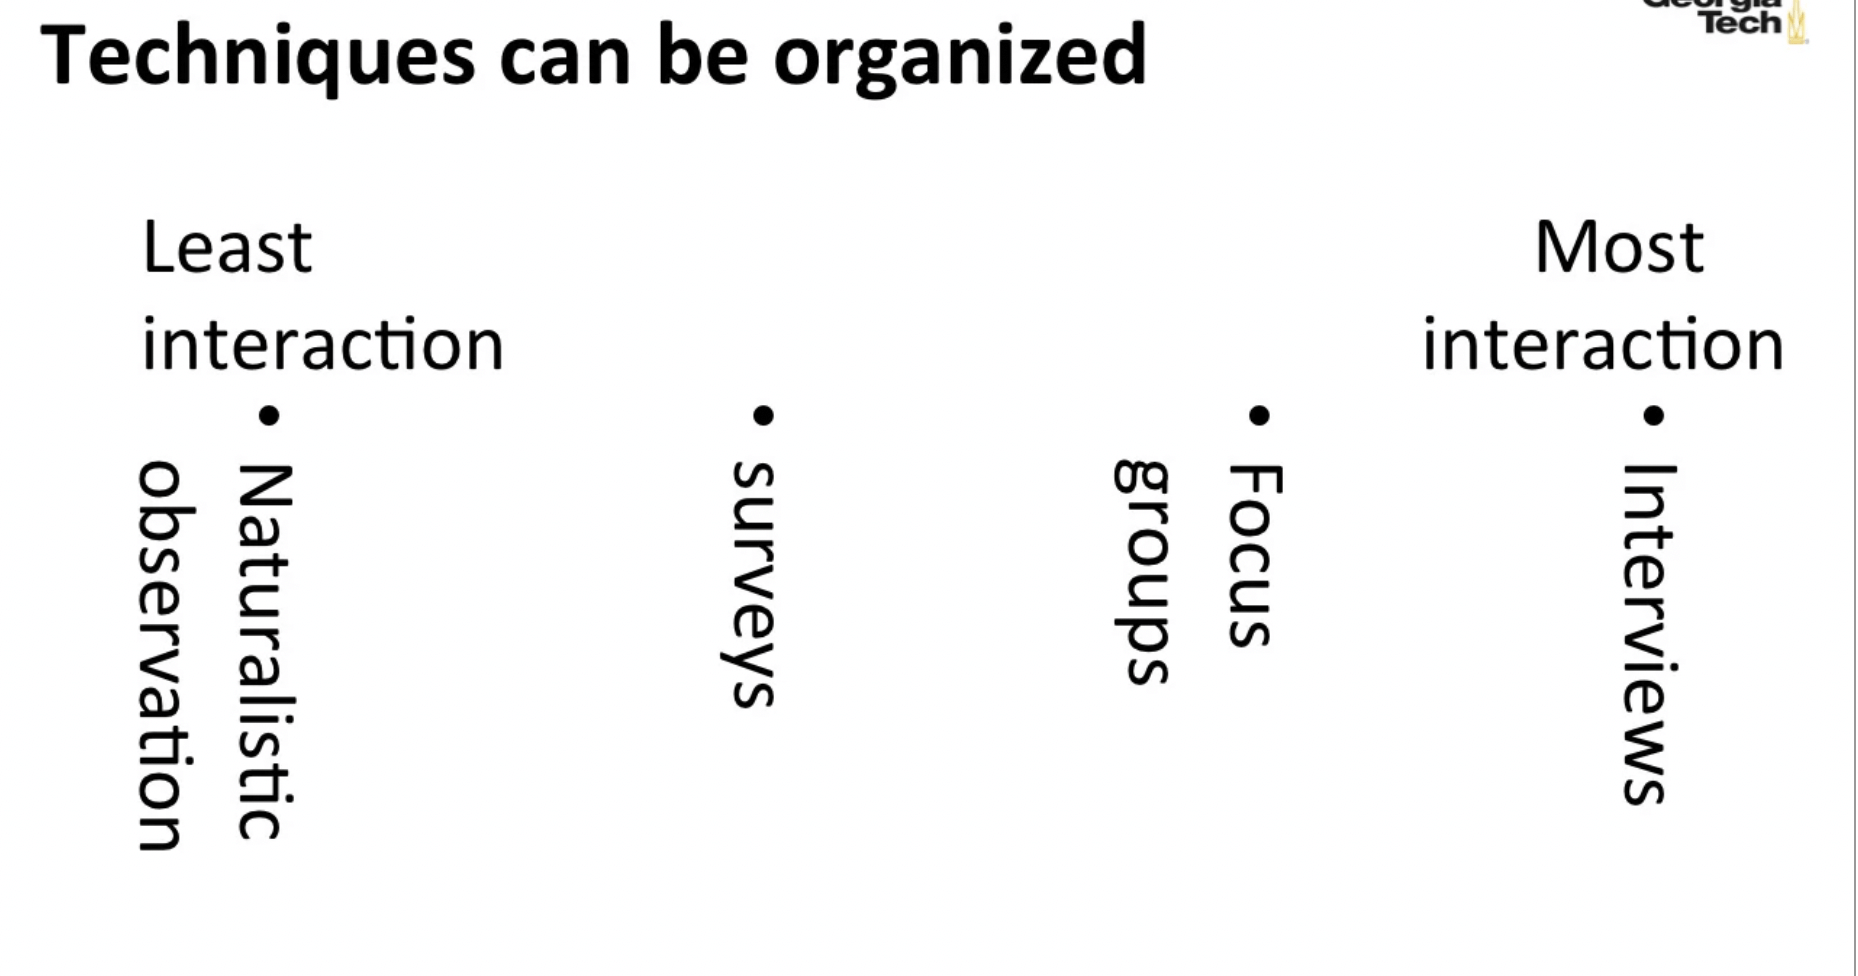 Georgia
Tech
Techniques can be organized
Least
interaction
Most
interaction
• Naturalistic
observation
• surveys
• Focus
groups
• Interviews